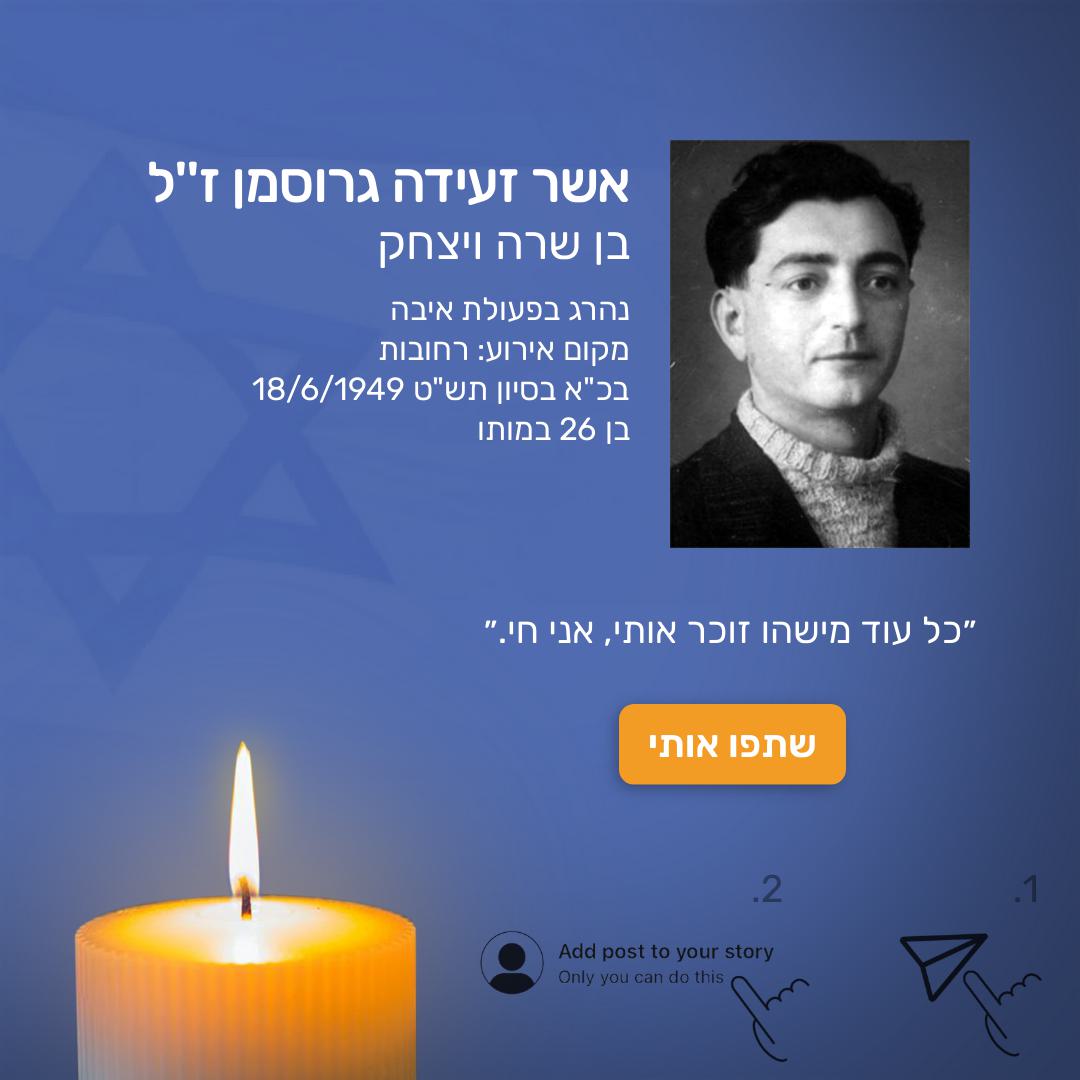 אשר זעידה גרוסמן ז"ל
בן שרה ויצחק
נהרג בפעולת איבה
מקום אירוע: רחובות
בכ"א בסיון תש"ט 18/6/1949
בן 26 במותו
״כל עוד מישהו זוכר אותי, אני חי.״
שתפו אותי
1.
2.
Add post to your story
Only you can do this